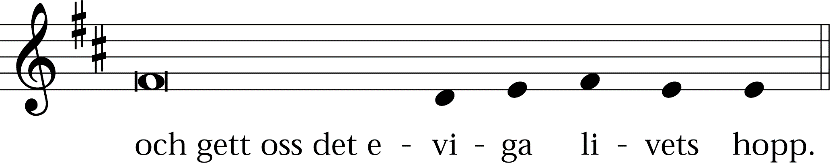 och gett oss det e - vi - ga li - vets hopp.